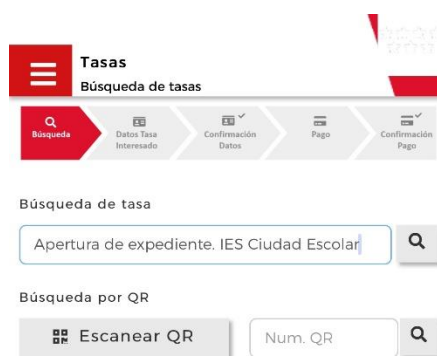 Tasas
Búsqueda de tasas
Búsqueda
Datos Tasa
Interesado
Confirmación
Datos
Pago
Confirmación
Pago
Búsqueda de tasa
Apertura de expediente. IES Ciudad Escolar
Búsqueda por QR
Escanear QR
Num. QR